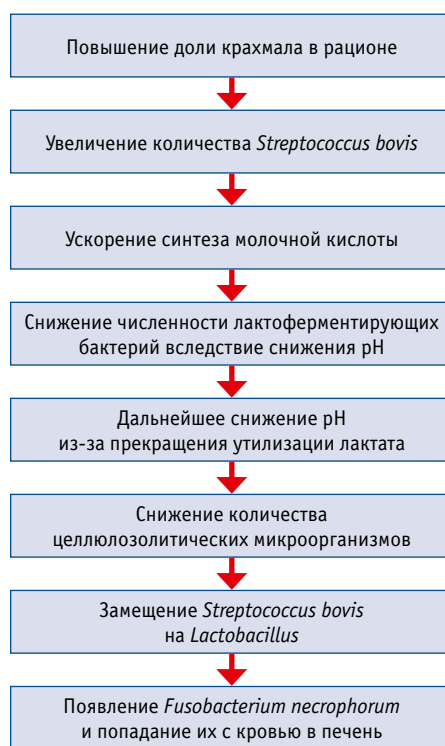 Повышение доли крахмала в рационе
Увеличение количества Streptococcus bovis
Ускорение синтеза молочной кислоты
Снижение численности лактоферментирующих
бактерий вследствие снижения pH
Дальнейшее снижение pH
из-за прекращения утилизации лактата
Снижение количества
целлюлозолитических микроорганизмов
Замещение Streptococcus bovis
на Lactobacillus
Появление Fusobacterium necrophorum
и попадание их с кровью в печень